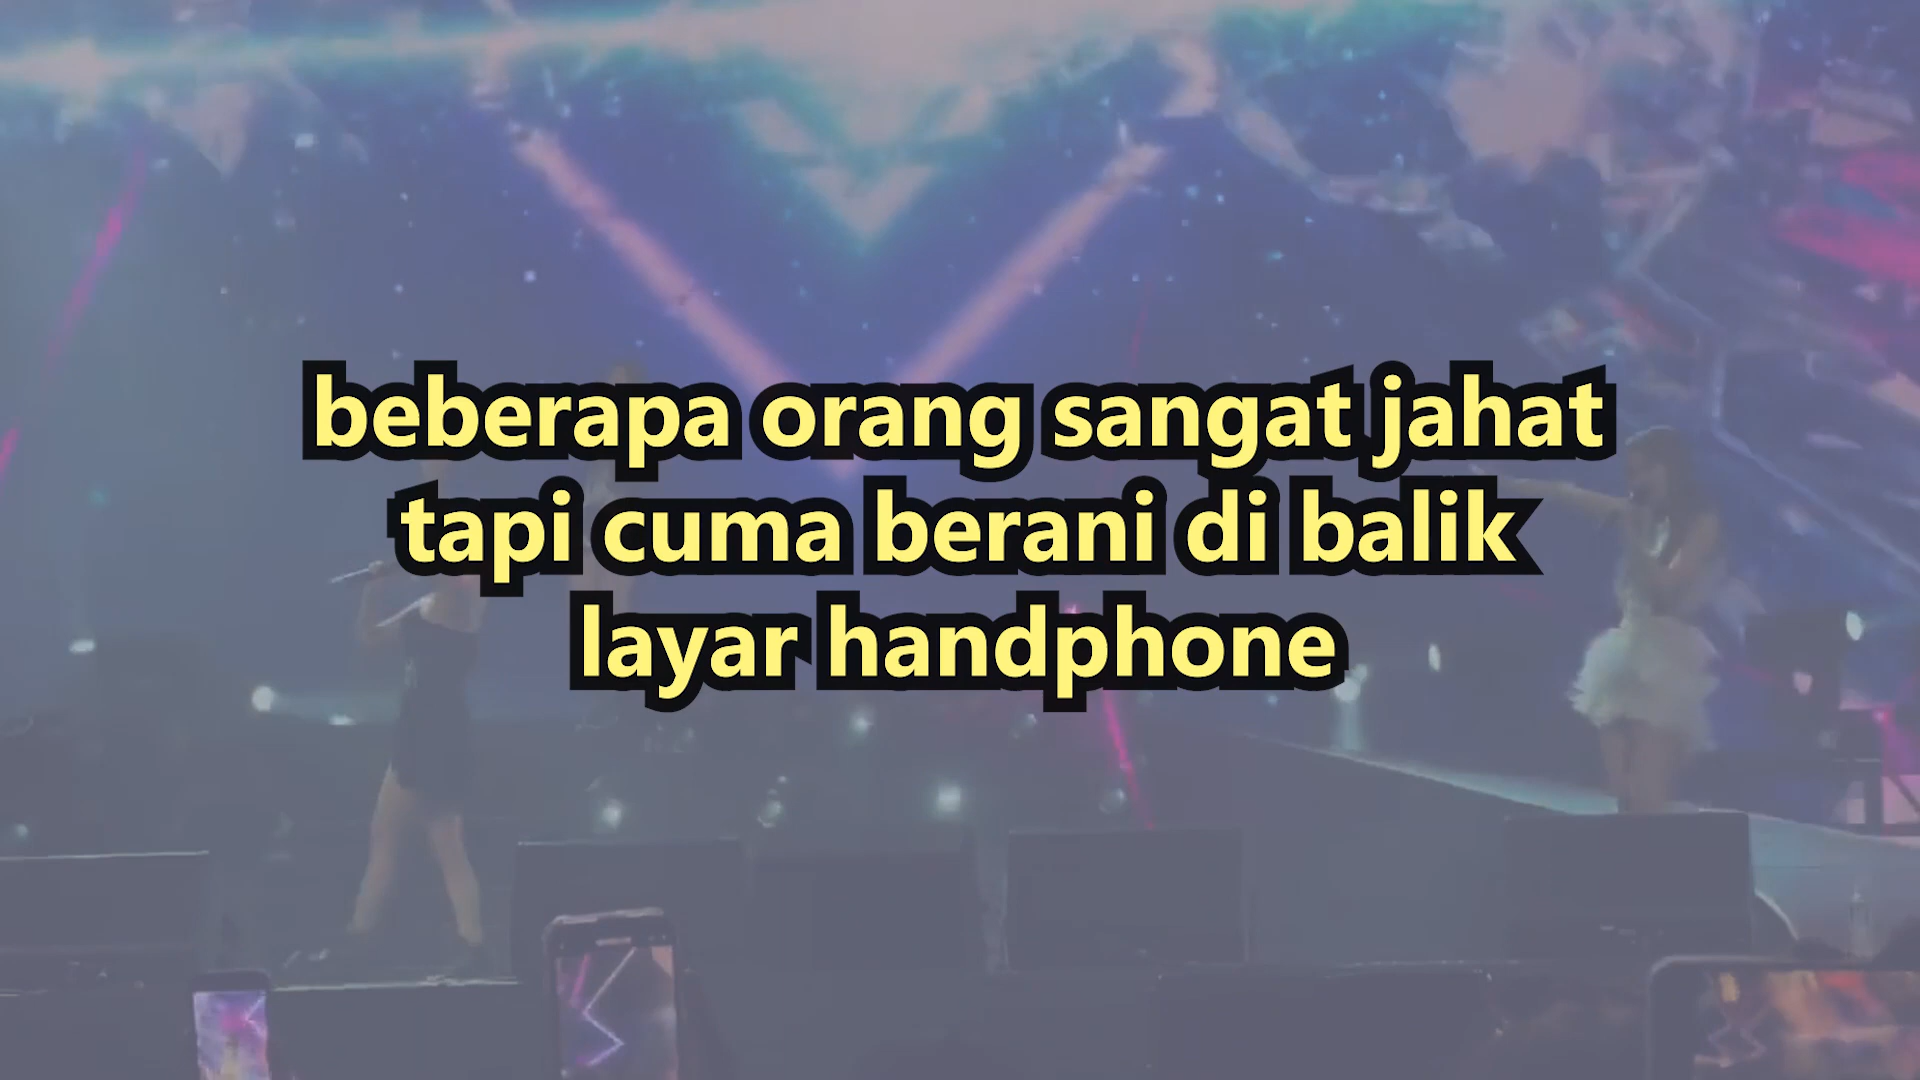 beberapa orang sangat jahat
tapi cuma berani di balik
layar handphone